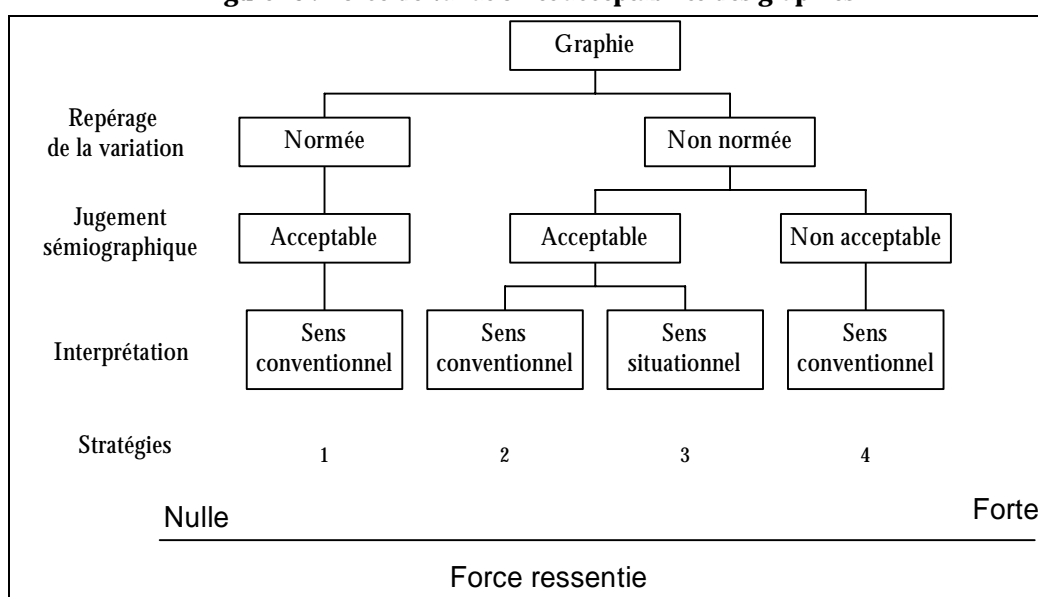 Graphie
Repérage
de la variation
Normée
Non normée
Jugement
sémiographique
Acceptable
Acceptable
Non acceptable
Interprétation
Sens
conventionnel
Sens
conventionnel
Sens
situationnel
Sens
conventionnel
Stratégies
1
2
3
4
Nulle
Forte
Force ressentie